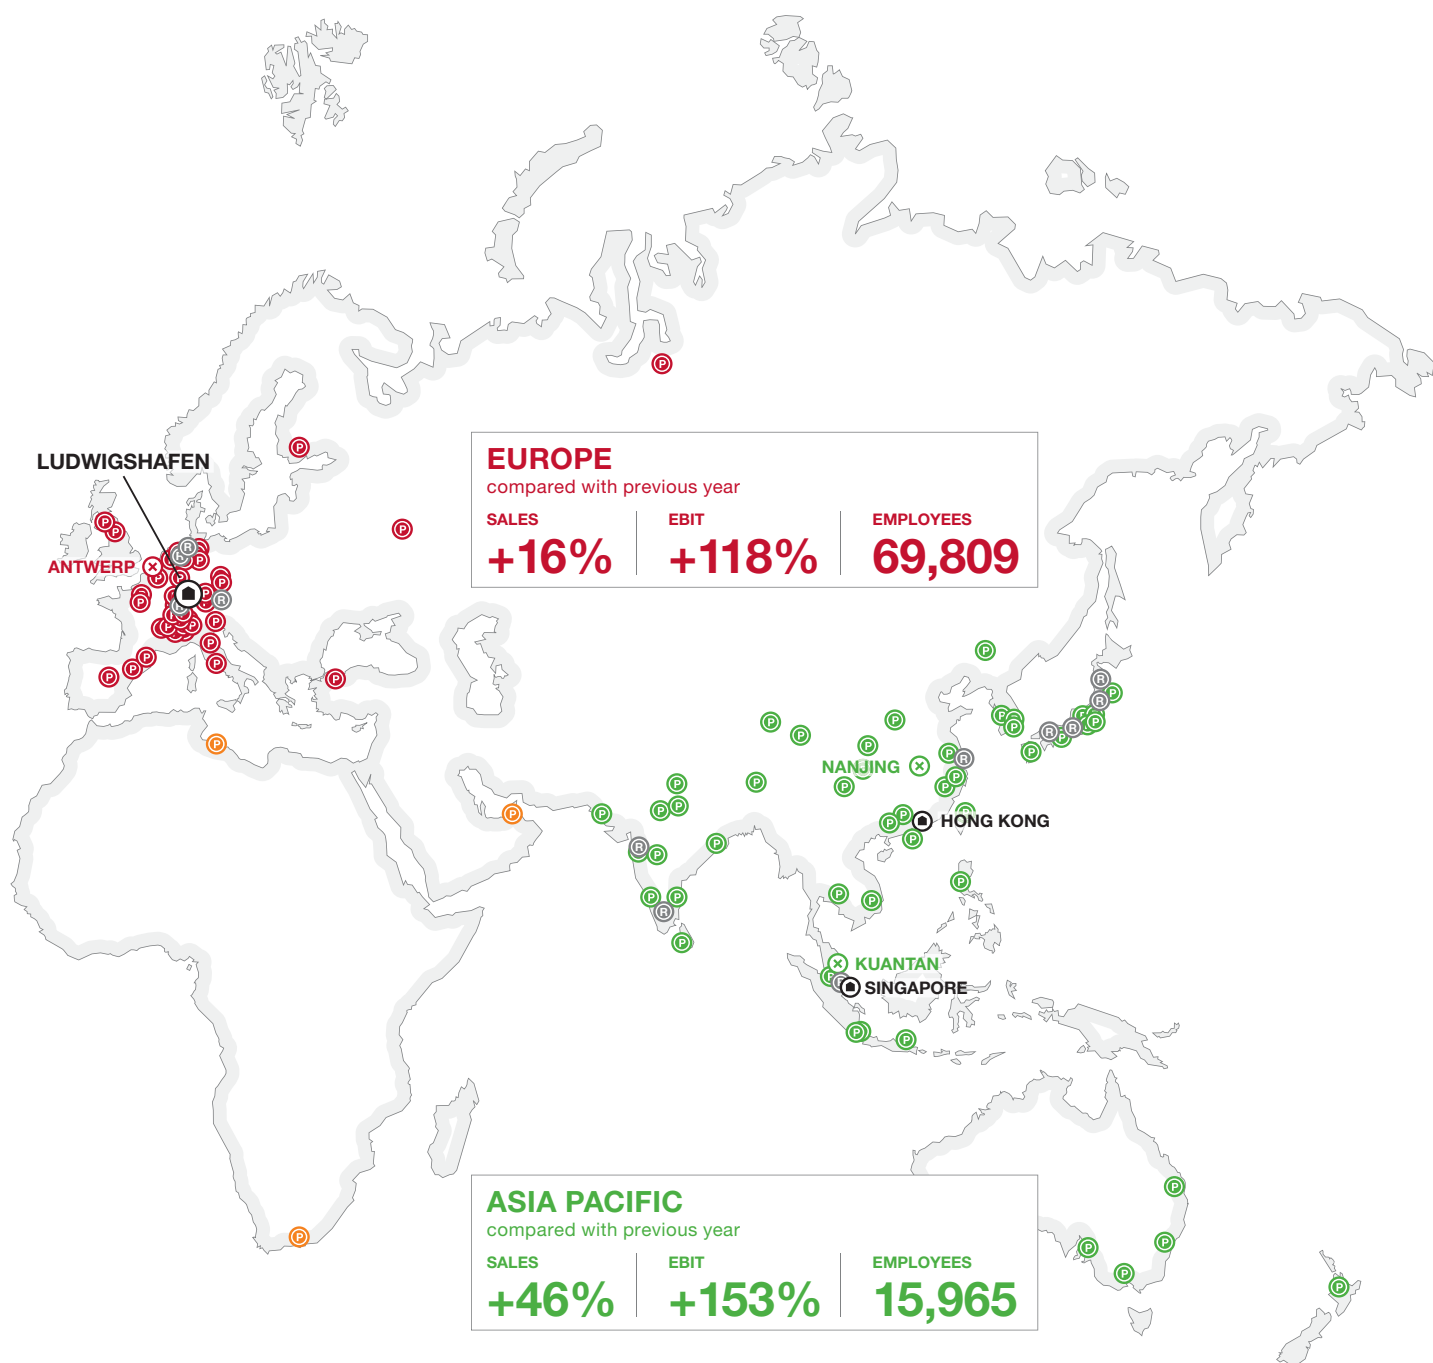 LUDWIGSHAFEN
ANTWERP
EUROPE
compared with previous year
SALES EBIT EMPLOYEES
+16% +118% 69,809
NANJING
HONG KONG
KUANTAN
SINGAPORE
ASIA PACIFIC
compared with previous year
SALES EBIT EMPLOYEES
+46% +153% 15,965